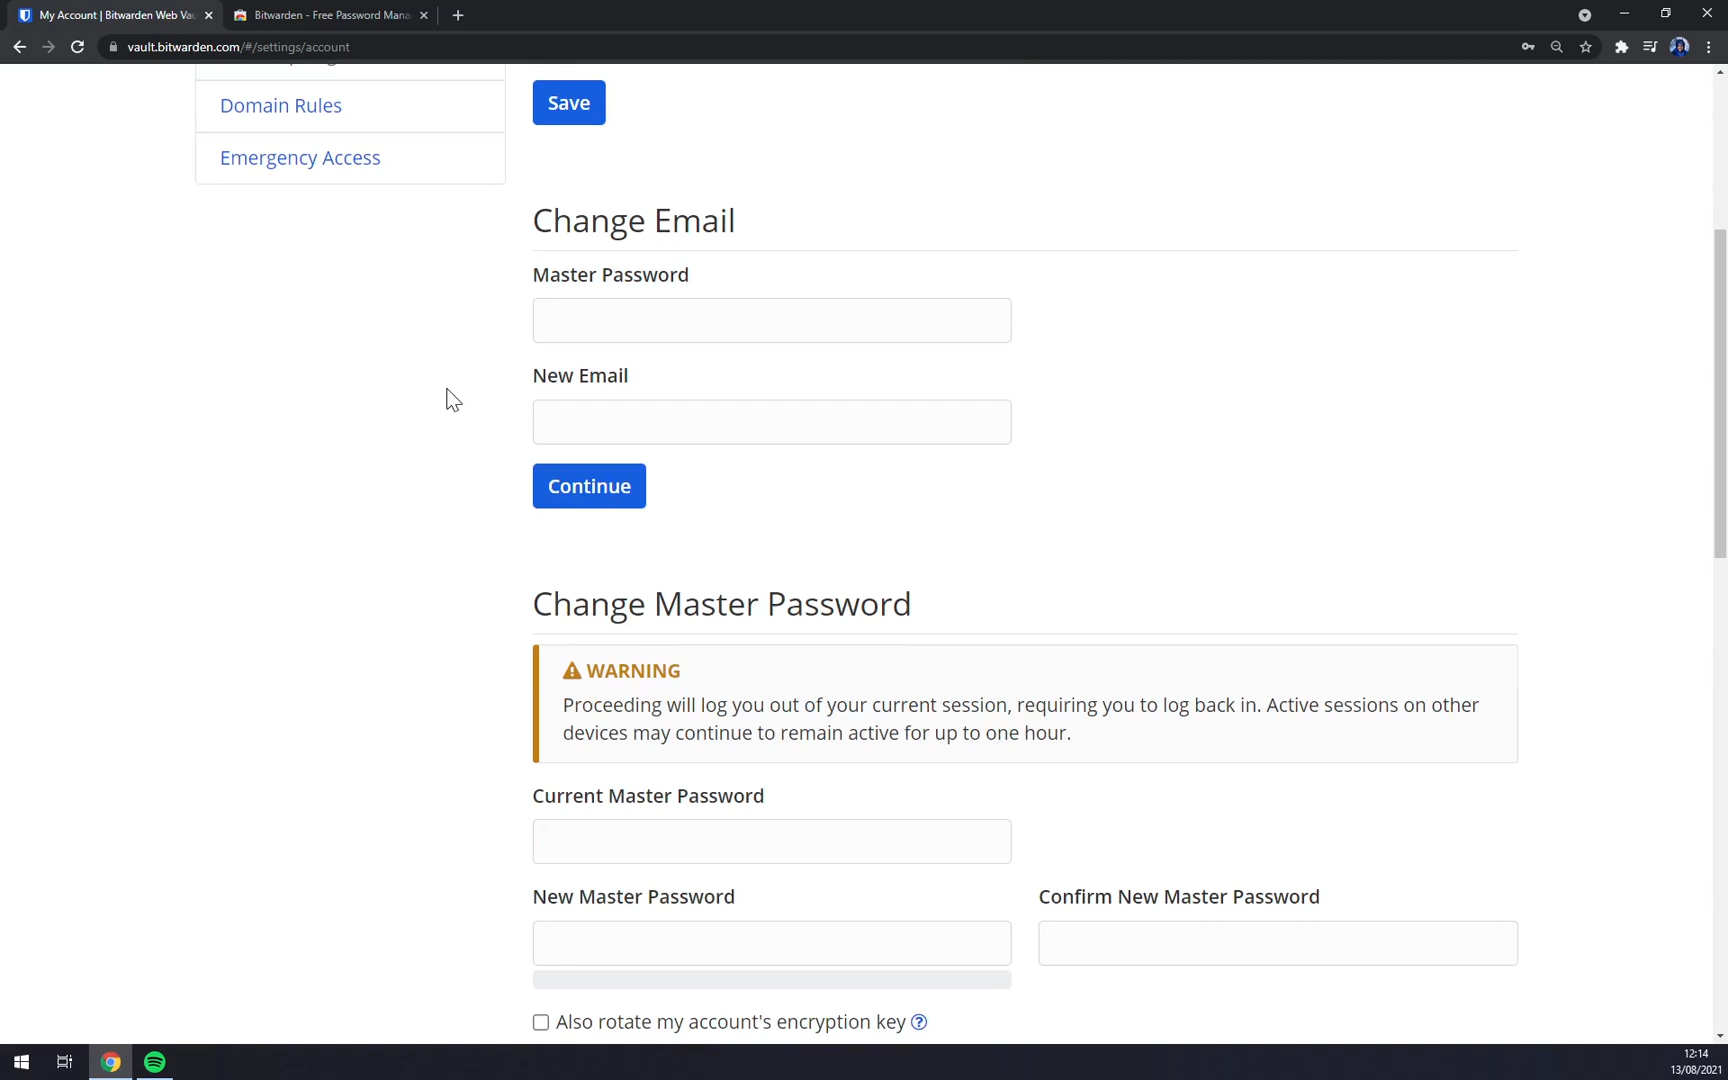 My Account | Bitwarden Web Va
Bitwarden - Free Password Mana
vault.bitwarden.com/#/settings/account
Domain Rules
Emergency Access
Save
Change Email
Master Password
New Email
Continue
Change Master Password
WARNING
Proceeding will log you out of your current session, requiring you to log back in. Active sessions on other
devices may continue to remain active for up to one hour.
Current Master Password
New Master Password
Confirm New Master Password
Also rotate my account's encryption key
12:14
13/08/2021